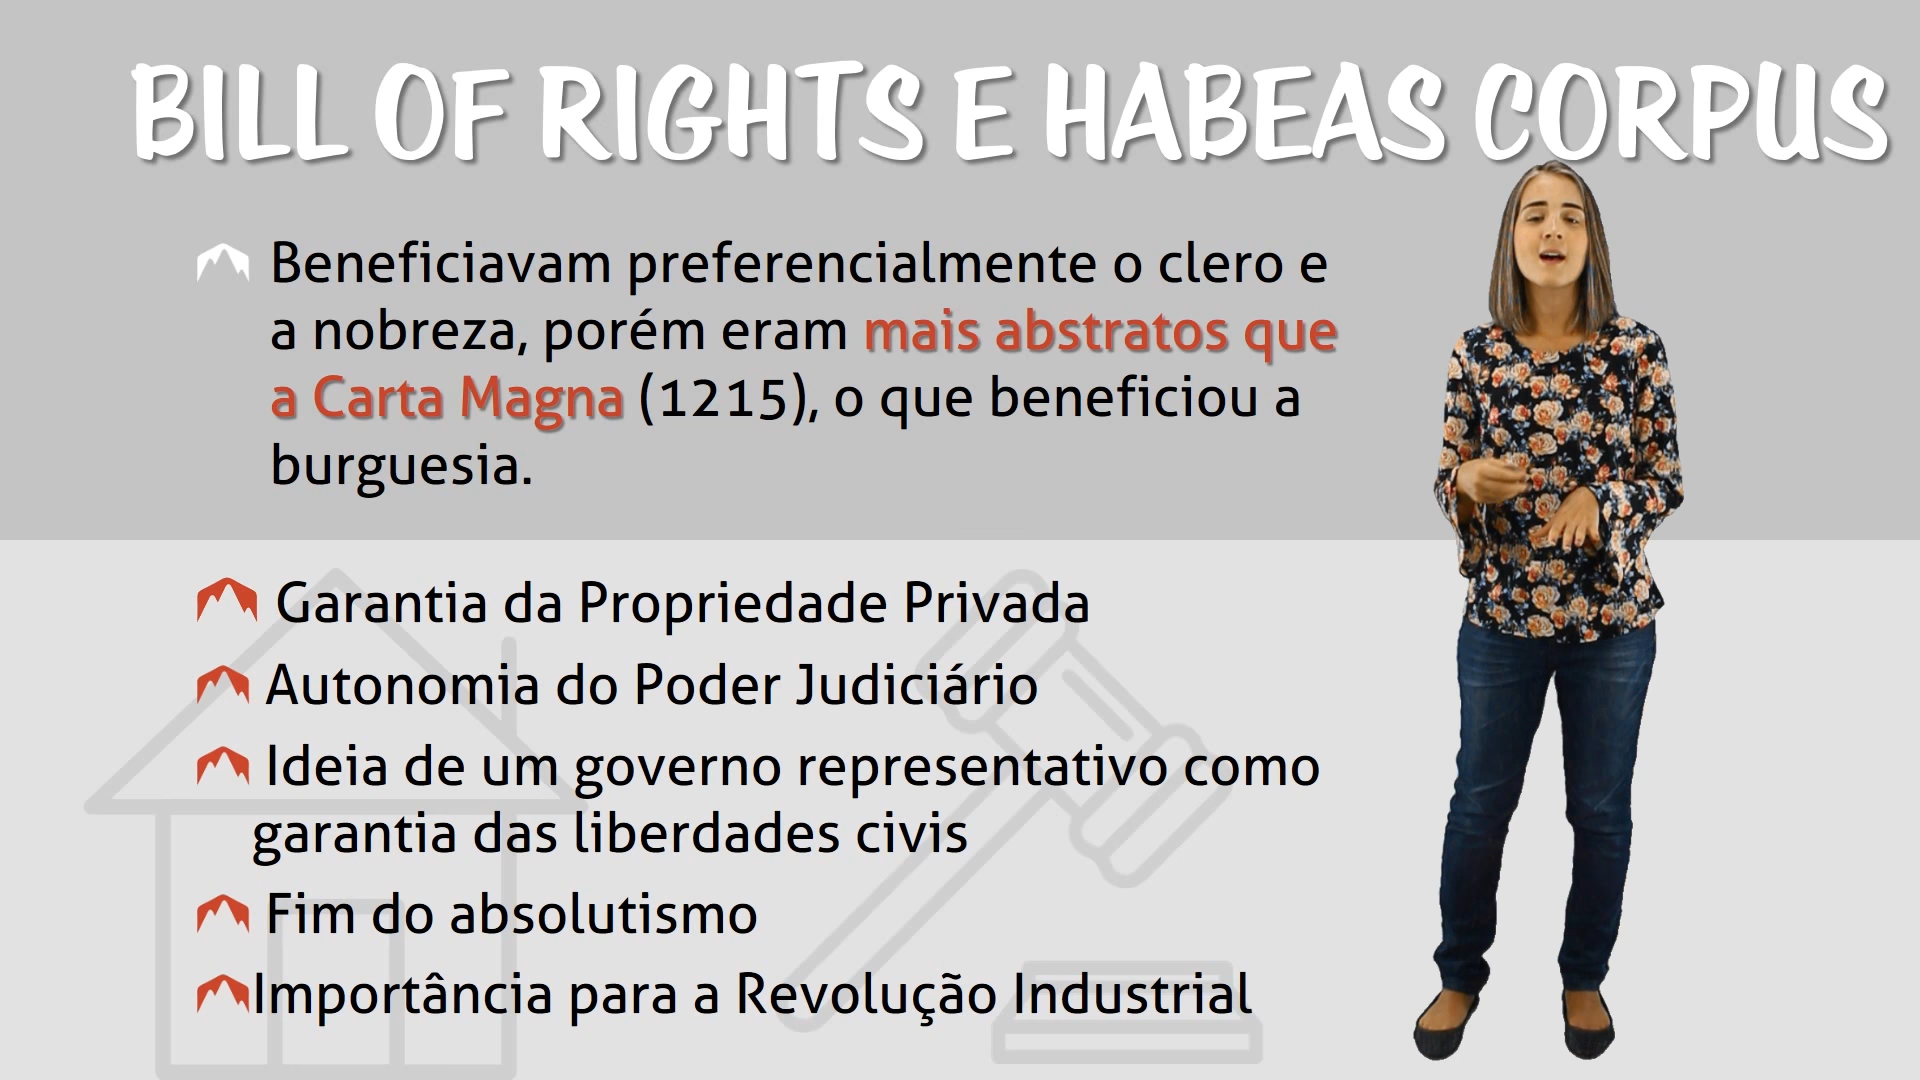 BILL OF RIGHTS E HABEAS CORPUS
Beneficiavam preferencialmente o clero e
a nobreza, porém eram mais abstratos que
a Carta Magna (1215), o que beneficiou a
burguesia.
Garantia da Propriedade Privada
Autonomia do Poder Judiciário
Ideia de um governo representativo como
garantia das liberdades civis
Fim do absolutismo
Importância para a Revolução Industrial